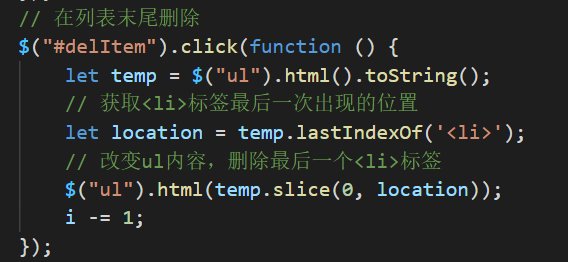 // 在列表末尾删除
$("#delItem").click(function () {
    let temp = $("ul").html().toString();
    // 获取<li>标签最后一次出现的位置
    let location = temp.lastIndexOf('<li>');
    // 改变ul内容，删除最后一个<li>标签
    $("ul").html(temp.slice(0, location));
    i -= 1;
});